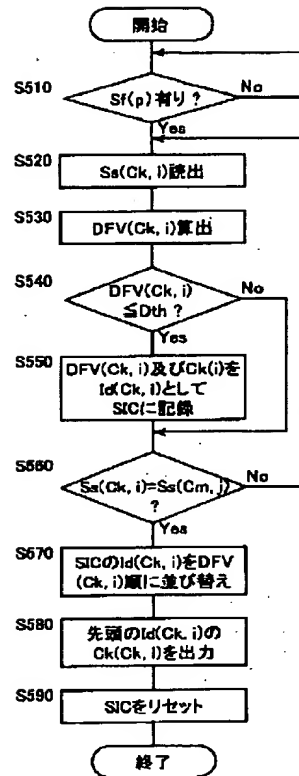 開始
S510
Sf(p)有り?
No
Yes
S520
Ss(Ck, i)読出
S530
DFV(Ck, i)算出
S540
DFV(Ck, i)
≦Dth ?
No
Yes
S550
DFV(Ck, i)及びCk(i)を
Id(Ck, i)として
SICに記録
S560
Ss(Ck, i)=Ss(Cm, j)
?
No
Yes
S570
SICのId(Ck, i)をDFV
(Ck, i)順に並び替え
S580
先頭のId(Ck, i)の
Ck(Ck, i)を出力
S590
SICをリセット
終了